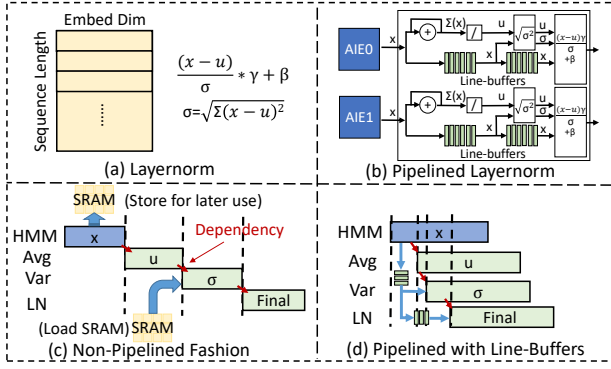 Embed Dim
Sequence Length
(x − u)
σ
* γ + β
σ=√Σ(x − u)²
(a) Layernorm
AIE0
x
+
Σ(x)
/
u
√σ²
u
σ
x
x
(x−u)γ
σ
+β
Line-buffers
AIE1
x
+
Σ(x)
/
u
√σ²
u
σ
x
x
(x−u)γ
σ
+β
Line-buffers
(b) Pipelined Layernorm
SRAM
(Store for later use)
HMM
x
Dependency
Avg
u
Var
σ
LN
Final
(Load SRAM)
SRAM
(c) Non-Pipelined Fashion
HMM
x
Avg
u
Var
σ
LN
Final
(d) Pipelined with Line-Buffers